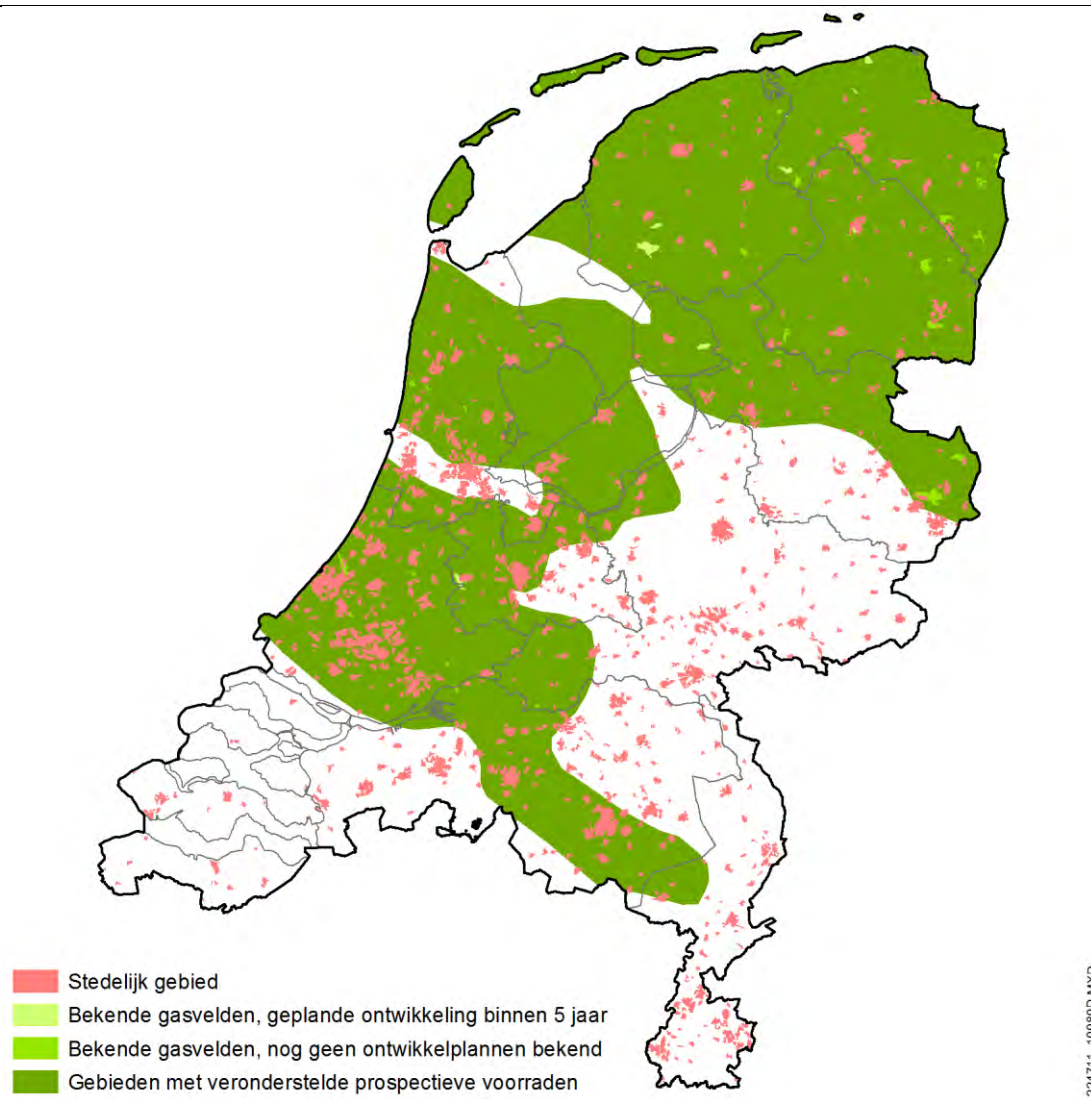 Stedelijk gebied
Bekende gasvelden, geplande ontwikkeling binnen 5 jaar
Bekende gasvelden, nog geen ontwikkelplannen bekend
Gebieden met veronderstelde prospectieve voorraden